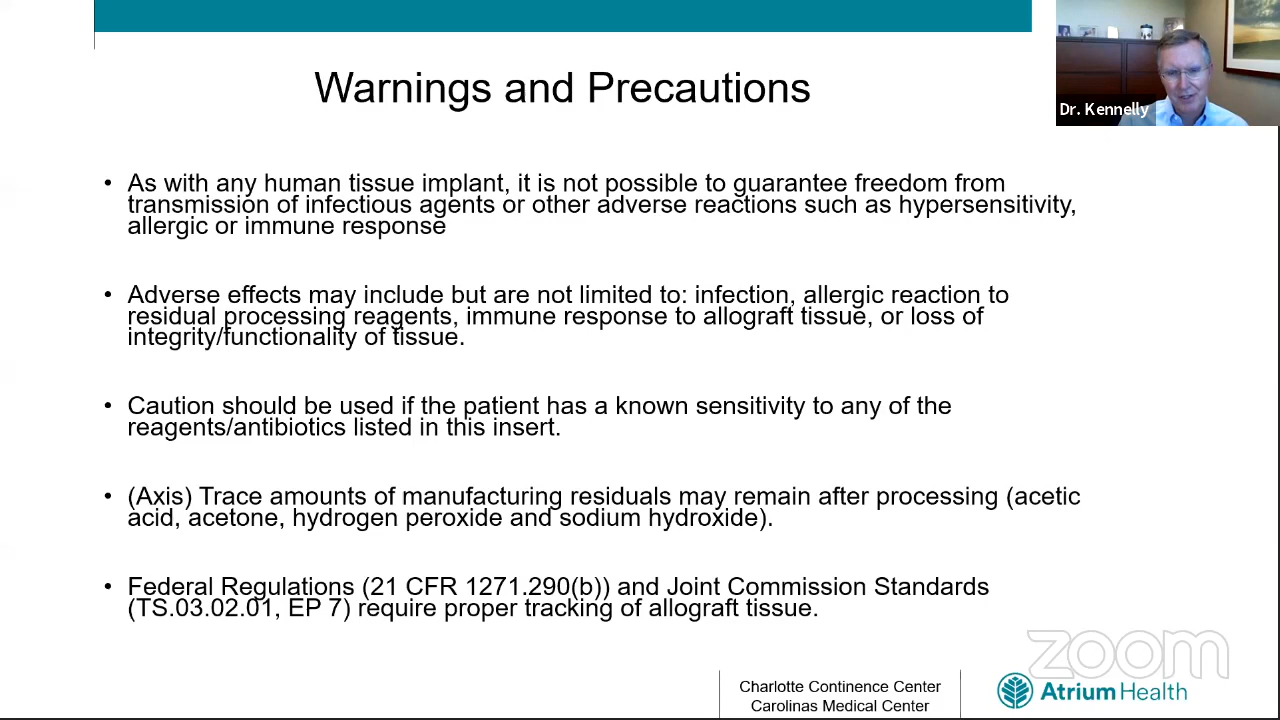 Warnings and Precautions
Dr. Kennelly
• As with any human tissue implant, it is not possible to guarantee freedom from
transmission of infectious agents or other adverse reactions such as hypersensitivity,
allergic or immune response
• Adverse effects may include but are not limited to: infection, allergic reaction to
residual processing reagents, immune response to allograft tissue, or loss of
integrity/functionality of tissue.
• Caution should be used if the patient has a known sensitivity to any of the
reagents/antibiotics listed in this insert.
• (Axis) Trace amounts of manufacturing residuals may remain after processing (acetic
acid, acetone, hydrogen peroxide and sodium hydroxide).
• Federal Regulations (21 CFR 1271.290(b)) and Joint Commission Standards
(TS.03.02.01, EP 7) require proper tracking of allograft tissue.
zoom
Charlotte Continence Center
Carolinas Medical Center
Atrium Health